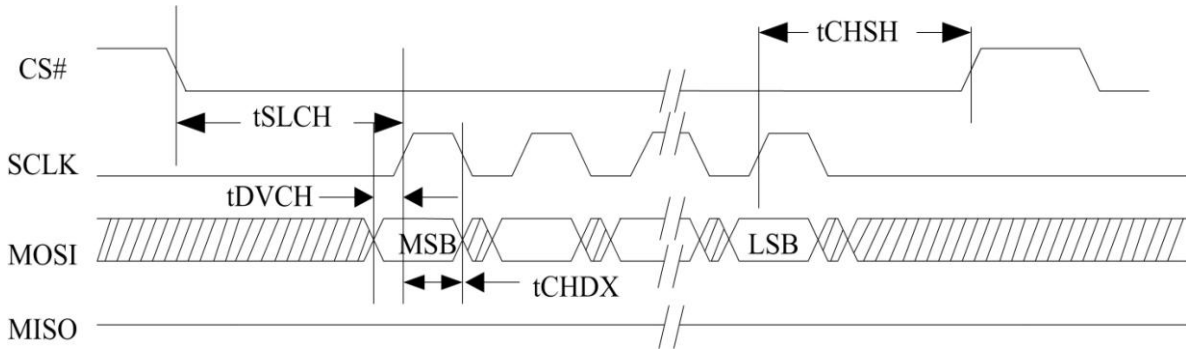 tCHSH
CS#
tSLCH
SCLK
tDVCH
MOSI
MSB
LSB
tCHDX
MISO